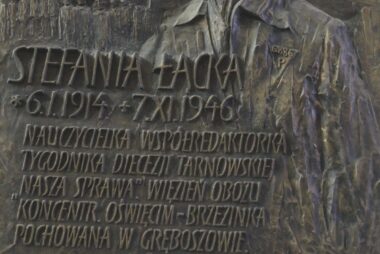 STEFANIA ŁĄCKA
*6.I.1914. +7.XI.1946.
NAUCZYCIELKA WSPÓŁREDAKTORKA
TYGODNIKA DIECEZJI TARNOWSKIEJ
„NASZA SPRAWA." WIĘZIEŃ OBOZU
KONCENTR. OŚWIĘCIM-BRZEZINKA
POCHOWANA W GRĘBOSZOWIE.